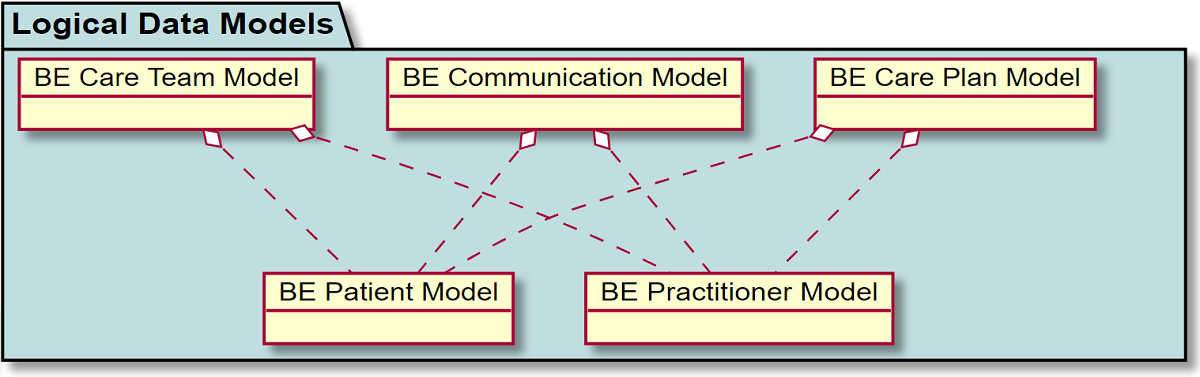 Logical Data Models
BE Care Team Model
BE Communication Model
BE Care Plan Model
BE Patient Model
BE Practitioner Model